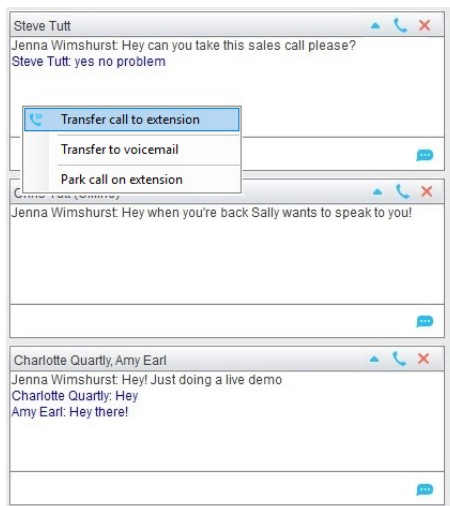 Steve Tutt
Jenna Wimshurst: Hey can you take this sales call please?
Steve Tutt: yes no problem
Transfer call to extension
Transfer to voicemail
Park call on extension
Jenna Wimshurst: Hey when you're back Sally wants to speak to you!
Charlotte Quartly, Amy Earl
Jenna Wimshurst: Hey! Just doing a live demo
Charlotte Quartly: Hey
Amy Earl: Hey there!